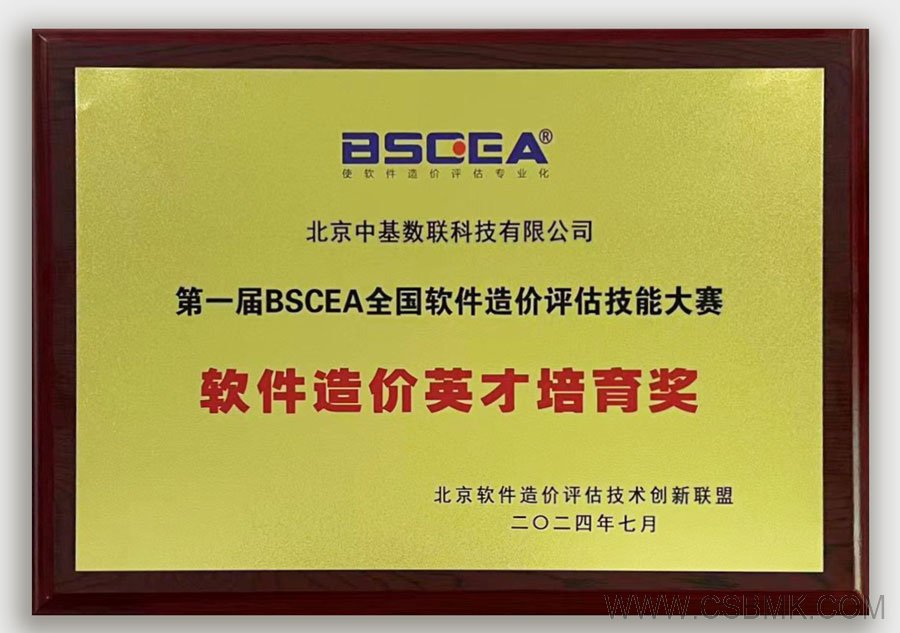 BSCEA®
使软件造价评估专业化
北京中基数联科技有限公司
第一届BSCEA全国软件造价评估技能大赛
软件造价英才培育奖
北京软件造价评估技术创新联盟
二〇二四年七月
WWW.CSBMK.COM